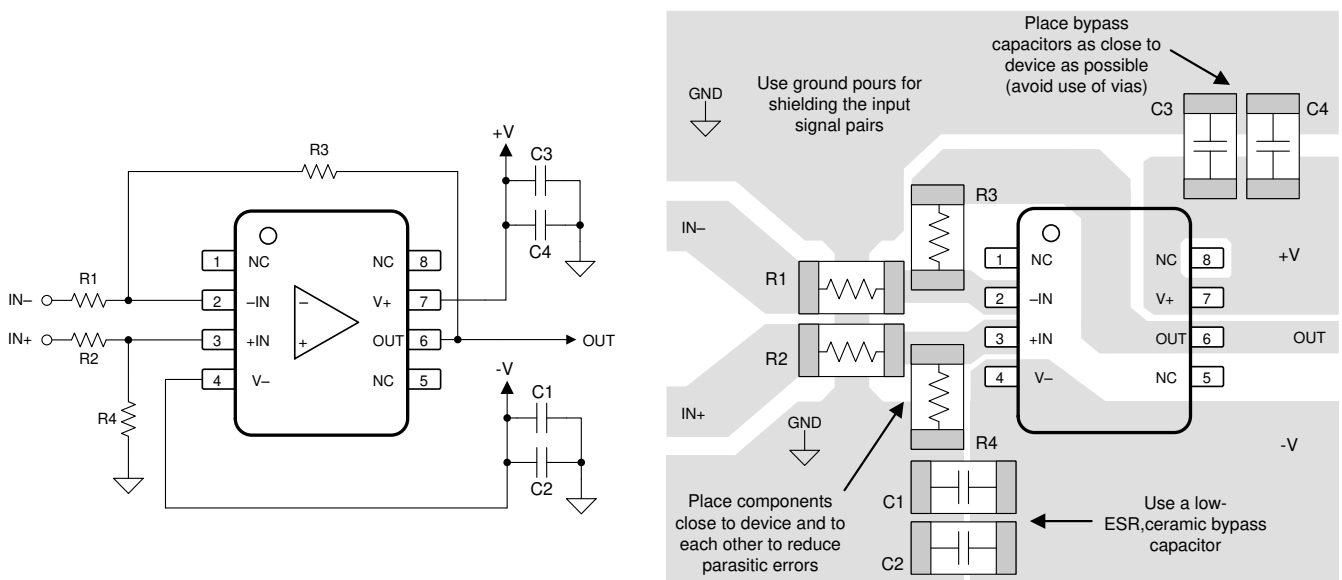 +V
R3
C3
C4
1
NC
NC
8
R1
IN–
2
–IN
V+
7
IN+
R2
3
+IN
OUT
6
OUT
4
V–
NC
5
-V
C1
R4
C2
–
+
Place bypass
capacitors as close to
device as possible
(avoid use of vias)
Use ground pours for
shielding the input
signal pairs
GND
C3
C4
R3
IN–
1
NC
NC
8
+V
R1
2
–IN
V+
7
3
+IN
OUT
6
OUT
R2
4
V–
NC
5
IN+
GND
R4
-V
C1
Place components
close to device and to
each other to reduce
parasitic errors
C2
Use a low-
ESR,ceramic bypass
capacitor